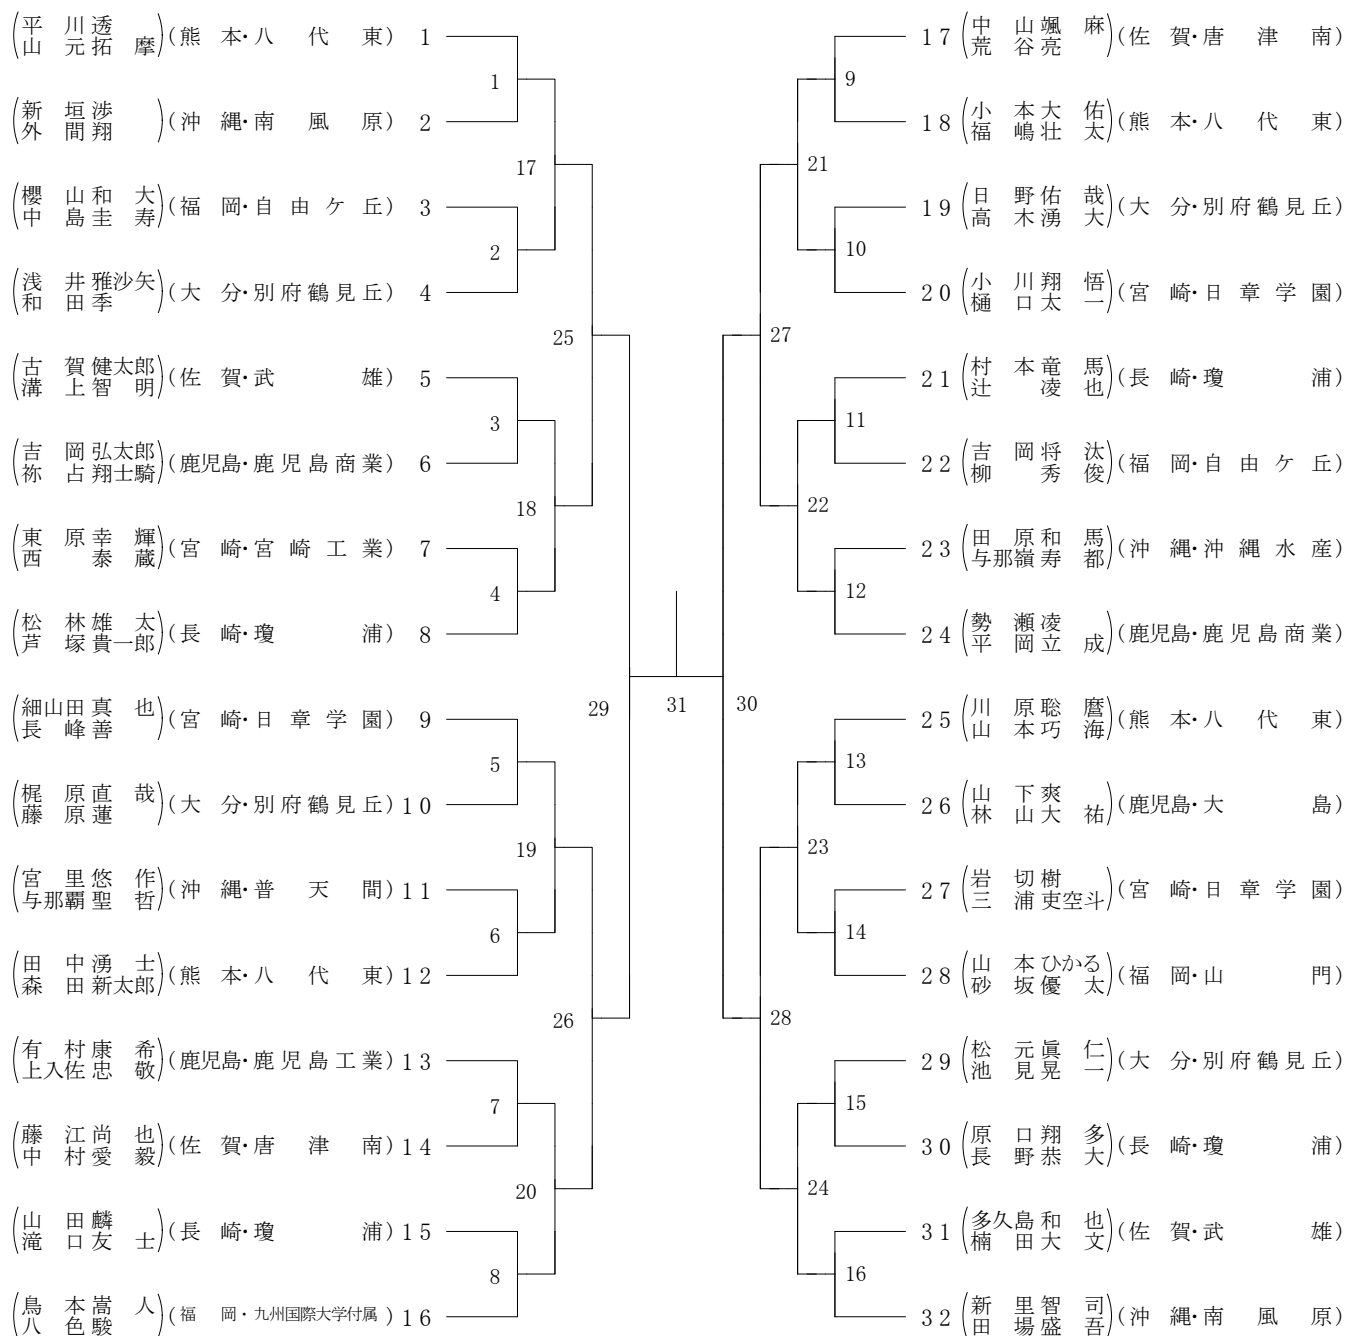 平川透
山元拓摩
(熊本・八代東) 1
新垣渉
外間翔
(沖縄・南風原) 2
櫻山和大
中島圭寿
(福岡・自由ケ丘) 3
浅井雅沙矢
和田季
(大分・別府鶴見丘) 4
古賀健太郎
溝上智明
(佐賀・武雄) 5
吉岡弘太郎
祢占翔士騎
(鹿児島・鹿児島商業) 6
東原幸輝
西泰蔵
(宮崎・宮崎工業) 7
松林雄太
芦塚貴一郎
(長崎・瓊浦) 8
細山田真也
長峰善
(宮崎・日章学園) 9
梶原直哉
藤原蓮
(大分・別府鶴見丘) 10
宮里悠作
与那覇聖哲
(沖縄・普天間) 11
田中湧士
森田新太郎
(熊本・八代東) 12
有村康希
上入佐忠敬
(鹿児島・鹿児島工業) 13
藤江尚也
中村愛毅
(佐賀・唐津南) 14
山田麟
滝口友士
(長崎・瓊浦) 15
鳥本嵩人
八色駿
(福岡・九州国際大学付属) 16
1
2
3
4
5
6
7
8
17
18
19
20
25
26
29
31
30
27
28
21
22
23
24
9
10
11
12
13
14
15
16
17 中山颯麻
荒谷亮
(佐賀・唐津南)
18 小本大佑
福嶋壮太
(熊本・八代東)
19 日野佑哉
高木湧大
(大分・別府鶴見丘)
20 小川翔悟
樋口太一
(宮崎・日章学園)
21 村本竜馬
辻凌也
(長崎・瓊浦)
22 吉岡将汰
柳秀俊
(福岡・自由ケ丘)
23 田原和馬
与那嶺寿都
(沖縄・沖縄水産)
24 勢瀬凌
平岡立成
(鹿児島・鹿児島商業)
25 川原聡麿
山本巧海
(熊本・八代東)
26 山下爽
林山大祐
(鹿児島・大島)
27 岩切樹
三浦吏空斗
(宮崎・日章学園)
28 山本ひかる
砂坂優太
(福岡・山門)
29 松元眞仁
池見晃一
(大分・別府鶴見丘)
30 原口翔多
長野恭大
(長崎・瓊浦)
31 多久島和也
楠田大文
(佐賀・武雄)
32 新里智司
田場盛吾
(沖縄・南風原)